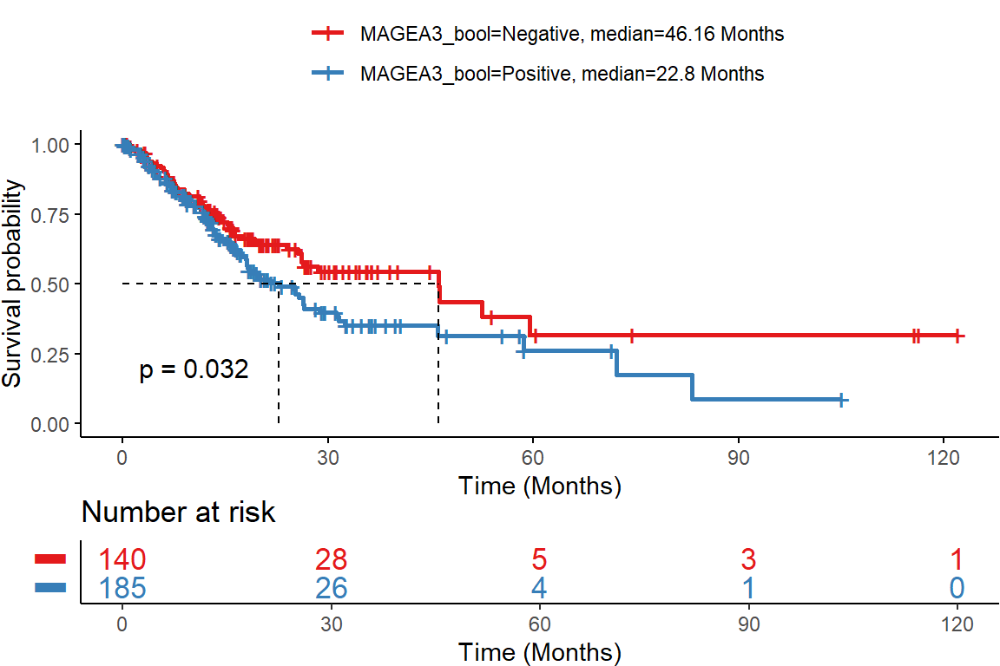 MAGEA3_bool=Negative, median=46.16 Months
MAGEA3_bool=Positive, median=22.8 Months
Survival probability
1.00
0.75
0.50
0.25
0.00
p = 0.032
0 30 60 90 120
Time (Months)
Number at risk
140 28 5 3 1
185 26 4 1 0
0 30 60 90 120
Time (Months)